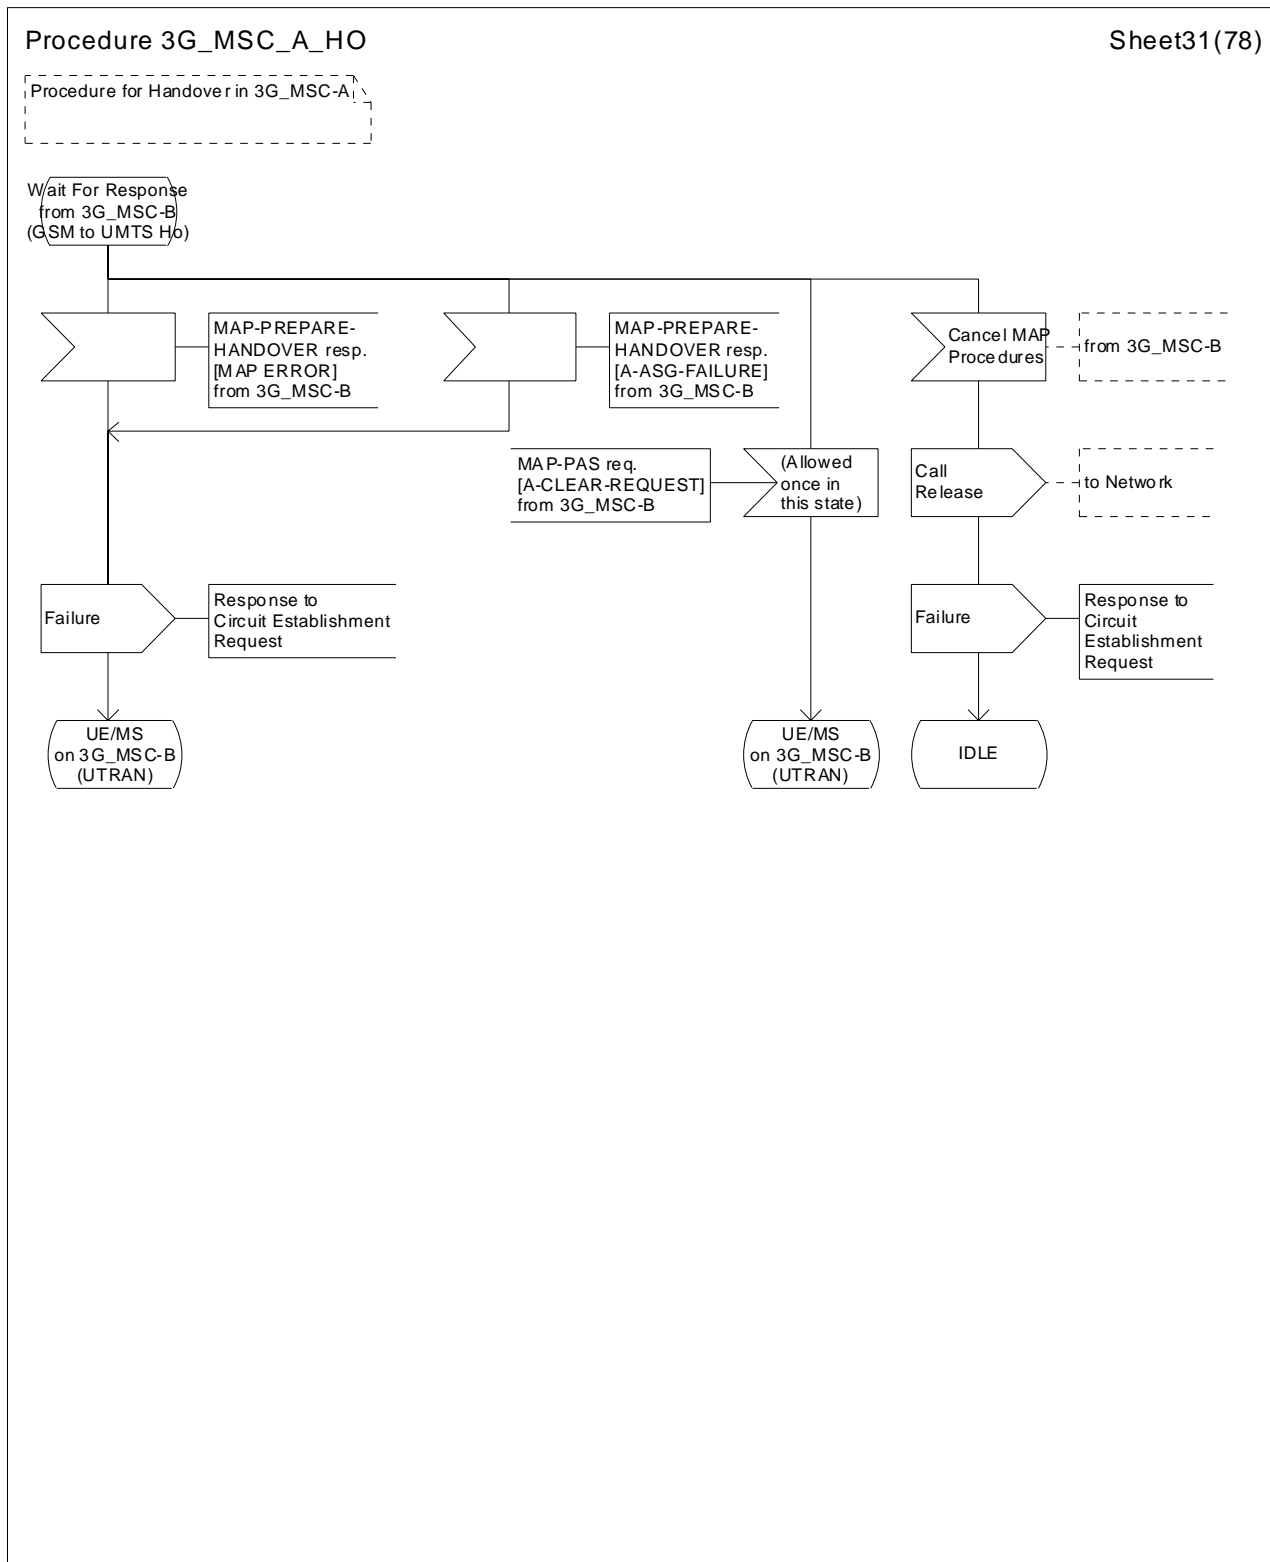 Procedure 3G_MSC_A_HO
Sheet31(78)
Procedure for Handover in 3G_MSC-A
Wait For Response
from 3G_MSC-B
(GSM to UMTS Ho)
MAP-PREPARE-
HANDOVER resp.
[MAP ERROR]
from 3G_MSC-B
MAP-PREPARE-
HANDOVER resp.
[A-ASG-FAILURE]
from 3G_MSC-B
Cancel MAP
Procedures
from 3G_MSC-B
MAP-PAS req.
[A-CLEAR-REQUEST]
from 3G_MSC-B
(Allowed
once in
this state)
Call
Release
to Network
Failure
Response to
Circuit Establishment
Request
Failure
Response to
Circuit
Establishment
Request
UE/MS
on 3G_MSC-B
(UTRAN)
UE/MS
on 3G_MSC-B
(UTRAN)
IDLE